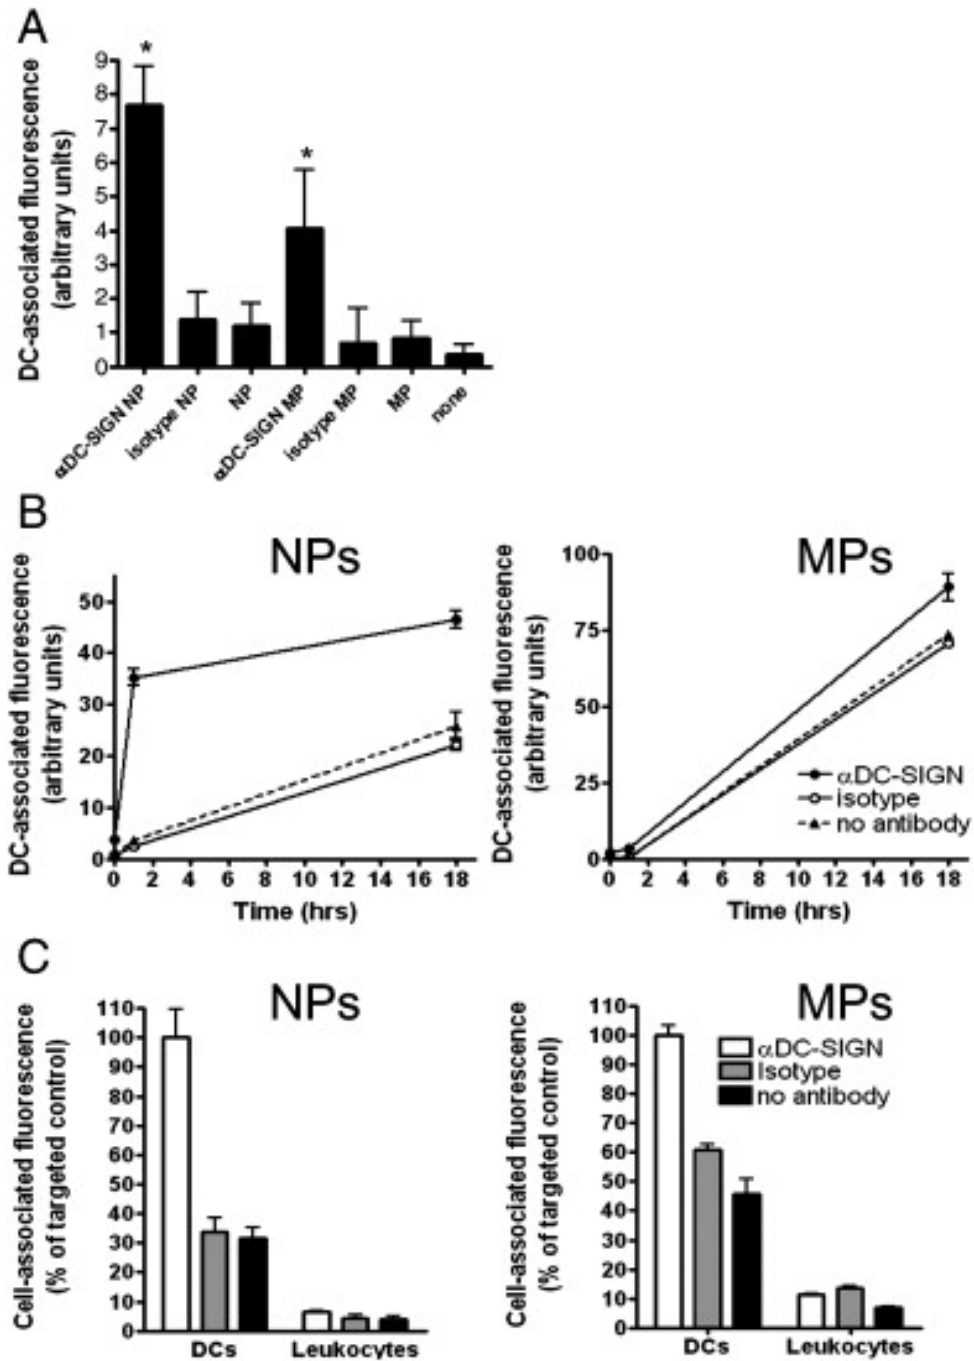 A
DC-associated fluorescence
(arbitrary units)
9
8
7
6
5
4
3
2
1
0
*
*
αDC-SIGN NP
isotype NP
NP
αDC-SIGN MP
isotype MP
MP
none
B
NPs
DC-associated fluorescence
(arbitrary units)
50
40
30
20
10
0
0 2 4 6 8 10 12 14 16 18
Time (hrs)
MPs
DC-associated fluorescence
(arbitrary units)
100
75
50
25
0
αDC-SIGN
isotype
no antibody
0 2 4 6 8 10 12 14 16 18
Time (hrs)
C
NPs
Cell-associated fluorescence
(% of targeted control)
110
100
90
80
70
60
50
40
30
20
10
0
DCs Leukocytes
MPs
Cell-associated fluorescence
(% of targeted control)
110
100
90
80
70
60
50
40
30
20
10
0
αDC-SIGN
Isotype
no antibody
DCs Leukocytes